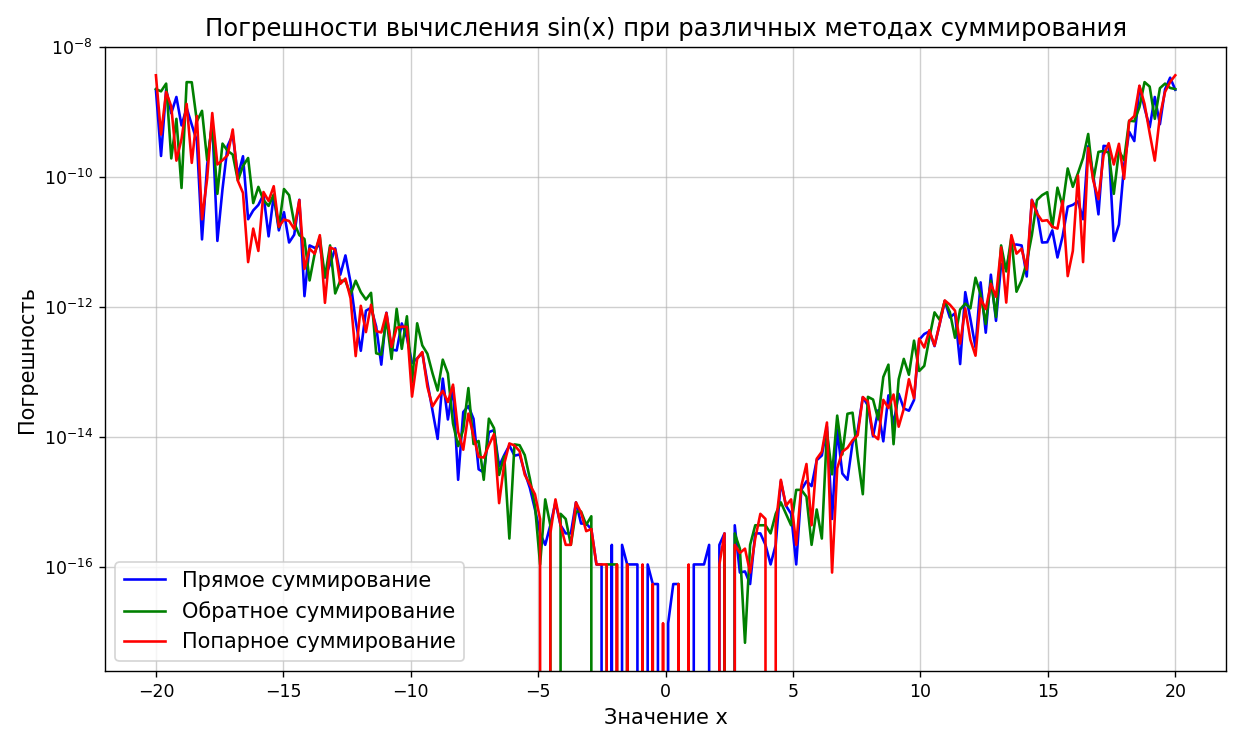 Погрешности вычисления sin(x) при различных методах суммирования
Погрешность
10⁻⁸
10⁻¹⁰
10⁻¹²
10⁻¹⁴
10⁻¹⁶
Прямое суммирование
Обратное суммирование
Попарное суммирование
−20 −15 −10 −5 0 5 10 15 20
Значение x